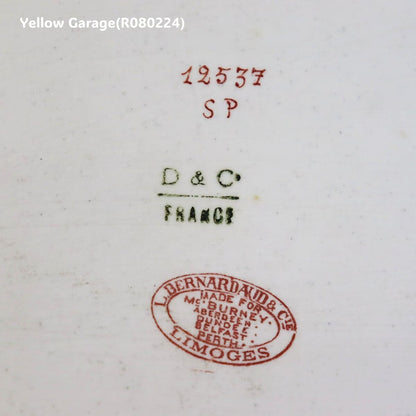 Yellow Garage(R080224)
12537
SP
D & Co
FRANCE
L. BERNARDAUD & CIE
MADE FOR
McBURNEY
ABERDEEN
DUNDEE
BELFAST
PERTH
LIMOGES